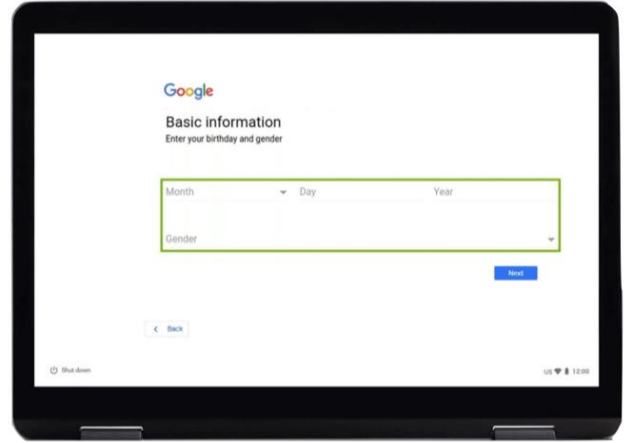 Google
Basic information
Enter your birthday and gender
Month Day Year
Gender
Next
Back
Shut down
US 12:00